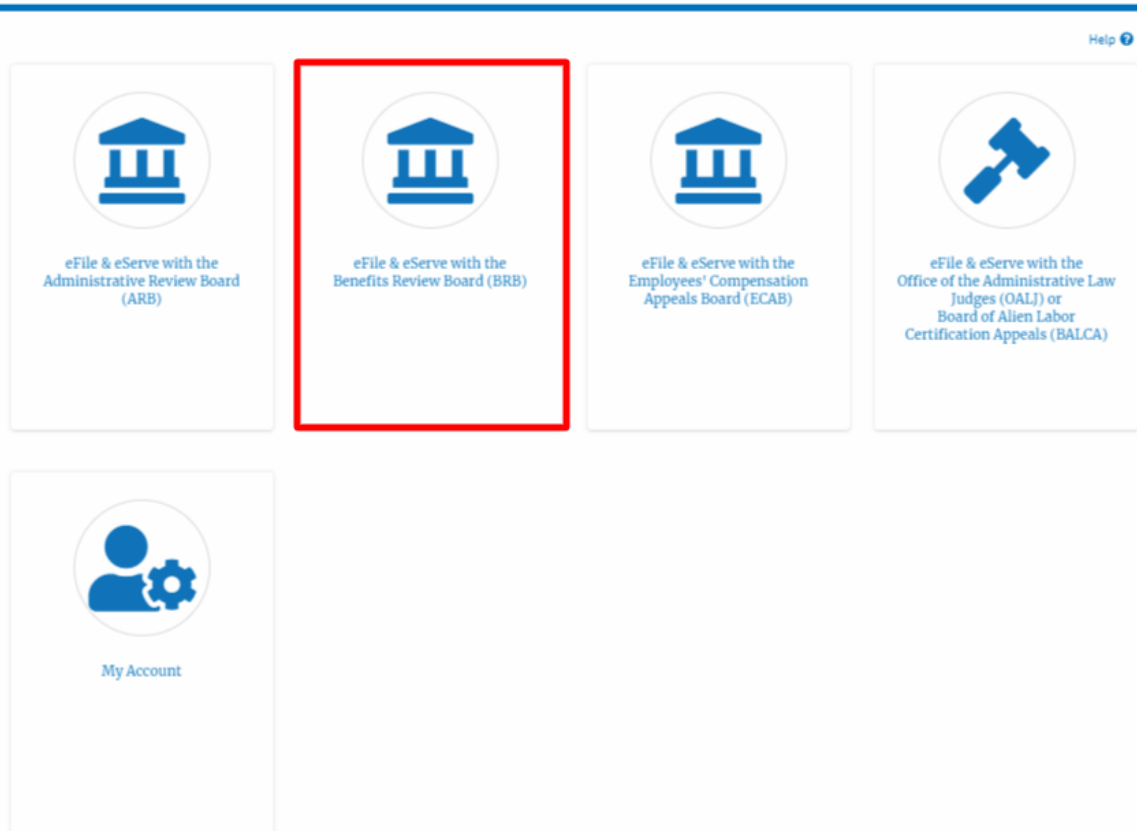 Help ?
eFile & eServe with the
Administrative Review Board
(ARB)
eFile & eServe with the
Benefits Review Board (BRB)
eFile & eServe with the
Employees' Compensation
Appeals Board (ECAB)
eFile & eServe with the
Office of the Administrative Law
Judges (OALJ) or
Board of Alien Labor
Certification Appeals (BALCA)
My Account